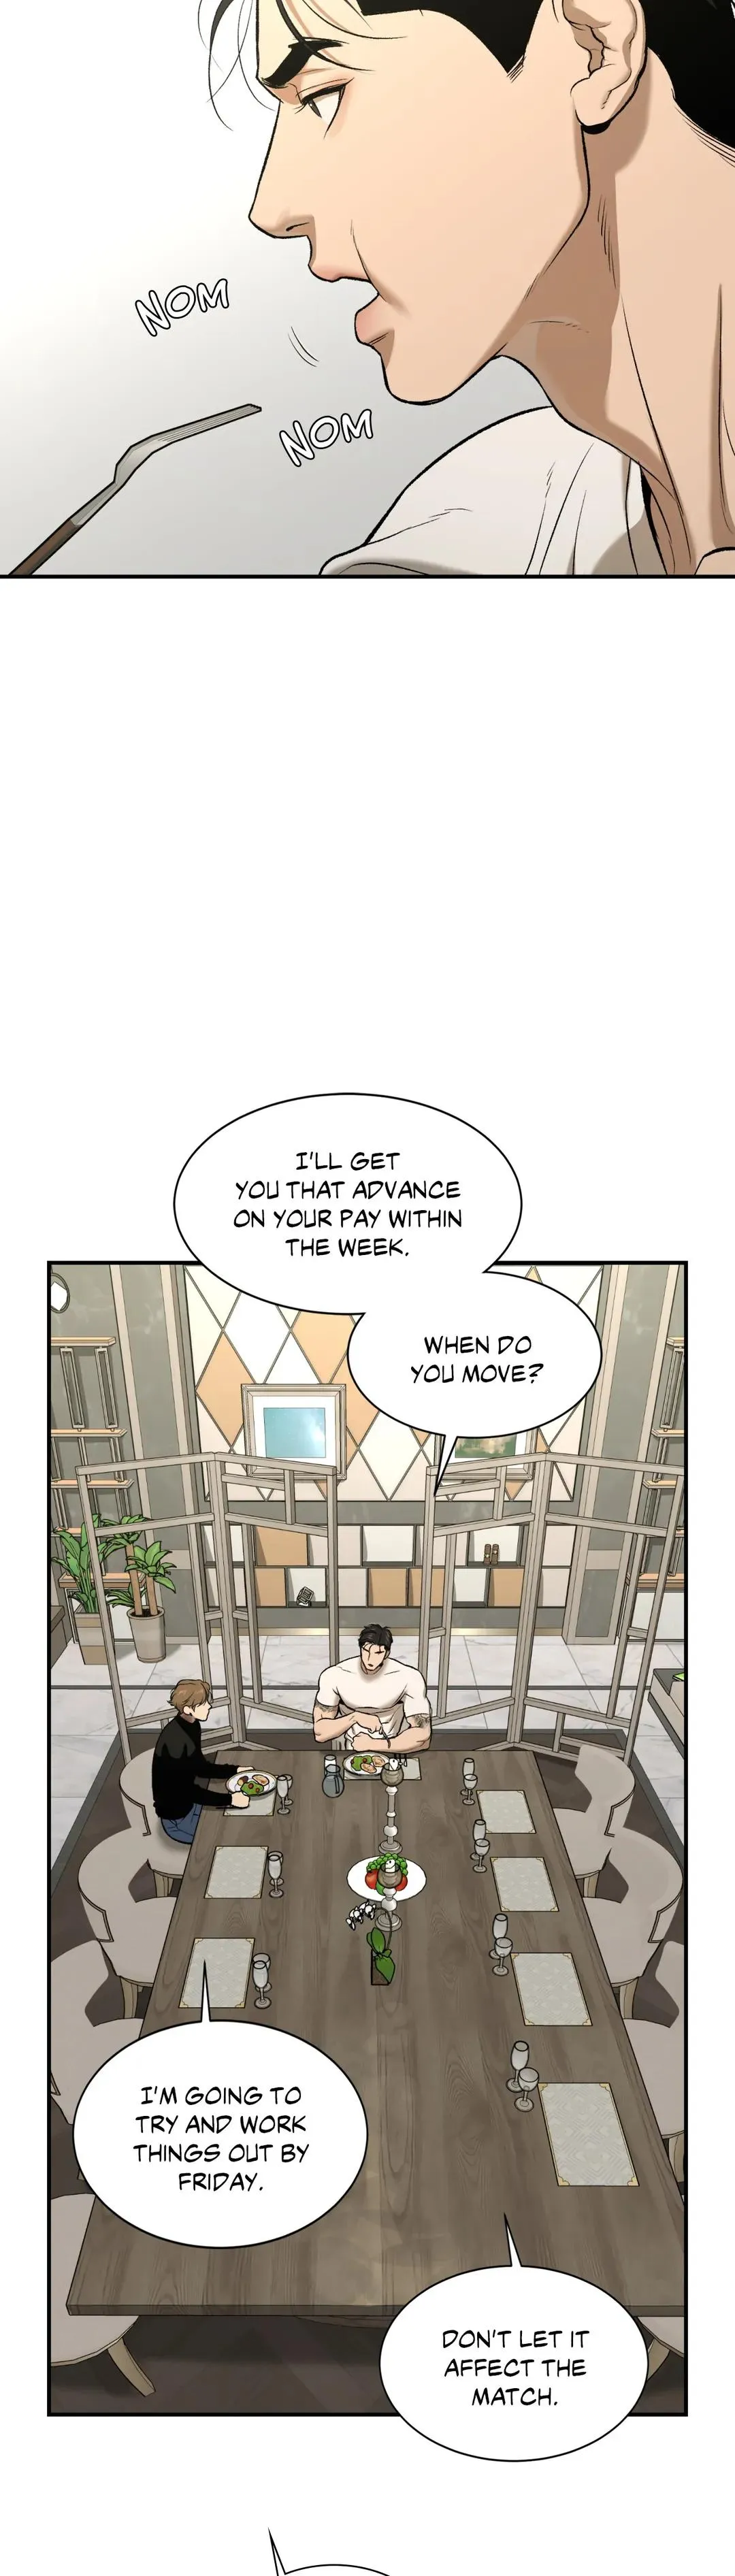 NOM
NOM
I'LL GET
YOU THAT ADVANCE
ON YOUR PAY WITHIN
THE WEEK.
WHEN DO
YOU MOVE?
I'M GOING TO
TRY AND WORK
THINGS OUT BY
FRIDAY.
DON'T LET IT
AFFECT THE
MATCH.